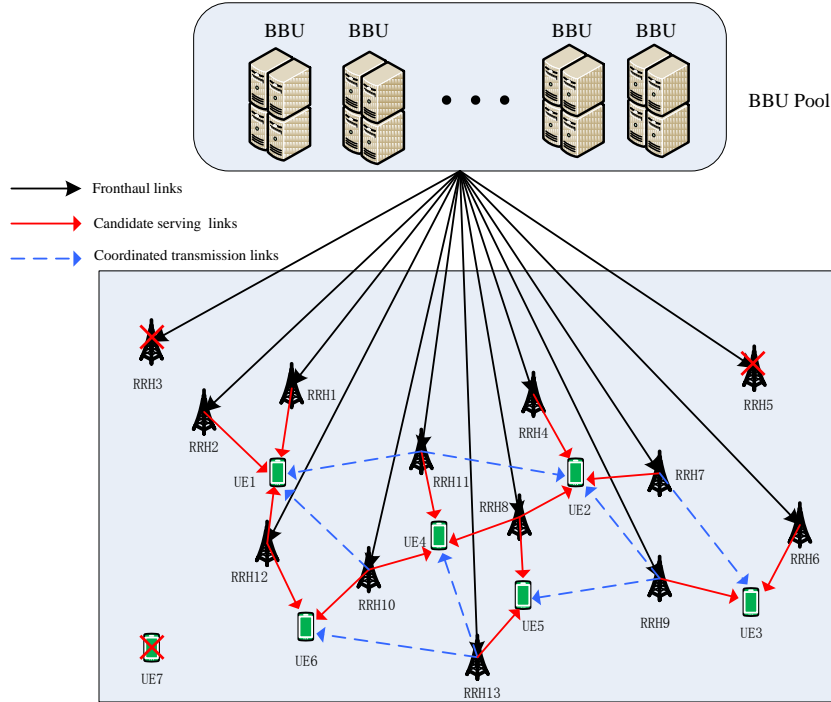 BBU BBU BBU BBU
BBU Pool
Fronthaul links
Candidate serving links
Coordinated transmission links
RRH3
RRH5
RRH1
RRH2
RRH4
UE1
RRH11
RRH7
RRH8
UE2
UE4
RRH6
RRH12
RRH10
UE5
RRH9
UE3
UE6
UE7
RRH13